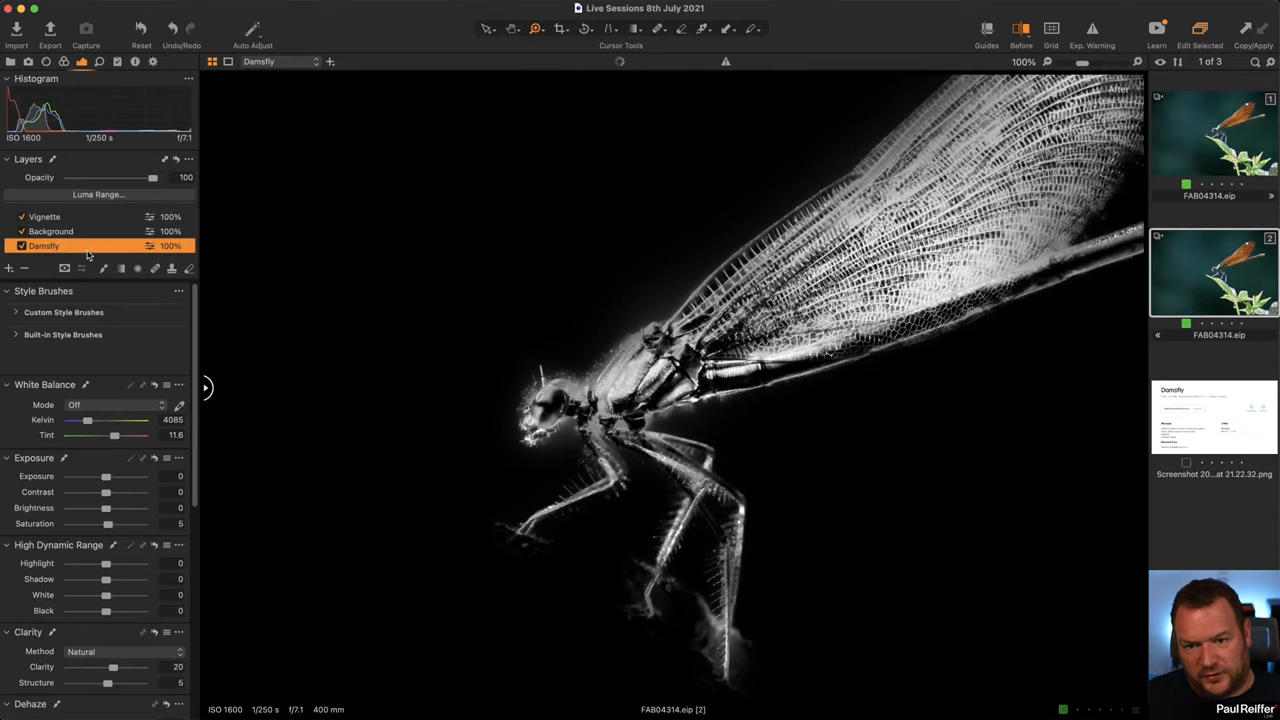 Live Sessions 8th July 2021
Import Export Capture Reset Undo/Redo Auto Adjust Cursor Tools Guides Before Grid Exp. Warning Learn Edit Selected Copy/Apply
Damsfly 100% 1 of 3
Histogram
ISO 1600 1/250 s f/7.1
Layers
Opacity 100
Luma Range...
Vignette 100%
Background 100%
Damsfly 100%
Style Brushes
Custom Style Brushes
Built-in Style Brushes
White Balance
Mode Off
Kelvin 4085
Tint 11.6
Exposure
Exposure 0
Contrast 0
Brightness 0
Saturation 5
High Dynamic Range
Highlight 0
Shadow 0
White 0
Black 0
Clarity
Method Natural
Clarity 20
Structure 5
Dehaze
After
ISO 1600 1/250 s f/7.1 400 mm
FAB04314.eip [2]
1
FAB04314.eip
2
FAB04314.eip
Damsfly
Screenshot 20...at 21.22.32.png
Paul Reiffer
Live